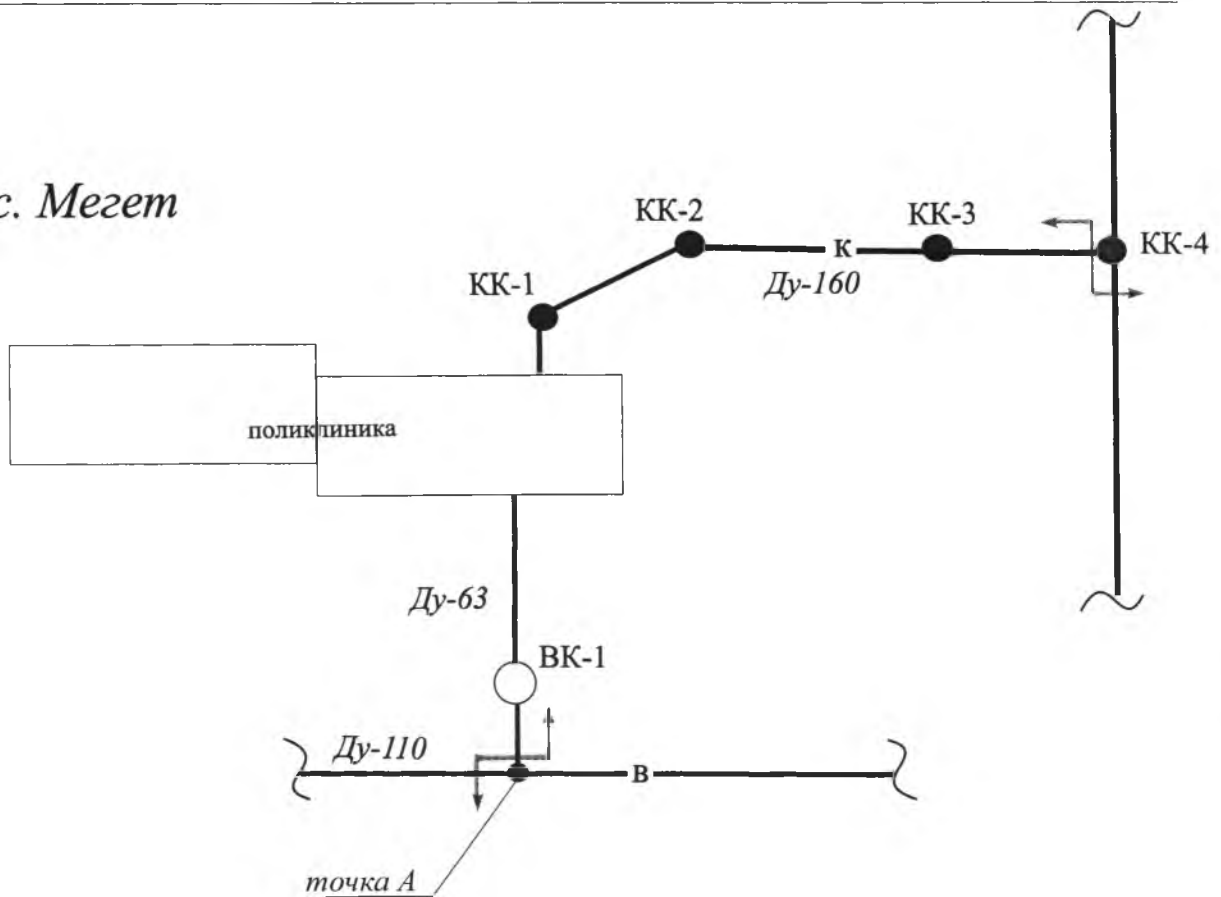 с. Мегет
КК-2
КК-3
КК-4
к
Ду-160
КК-1
поликлиника
Ду-63
ВК-1
Ду-110
в
точка А